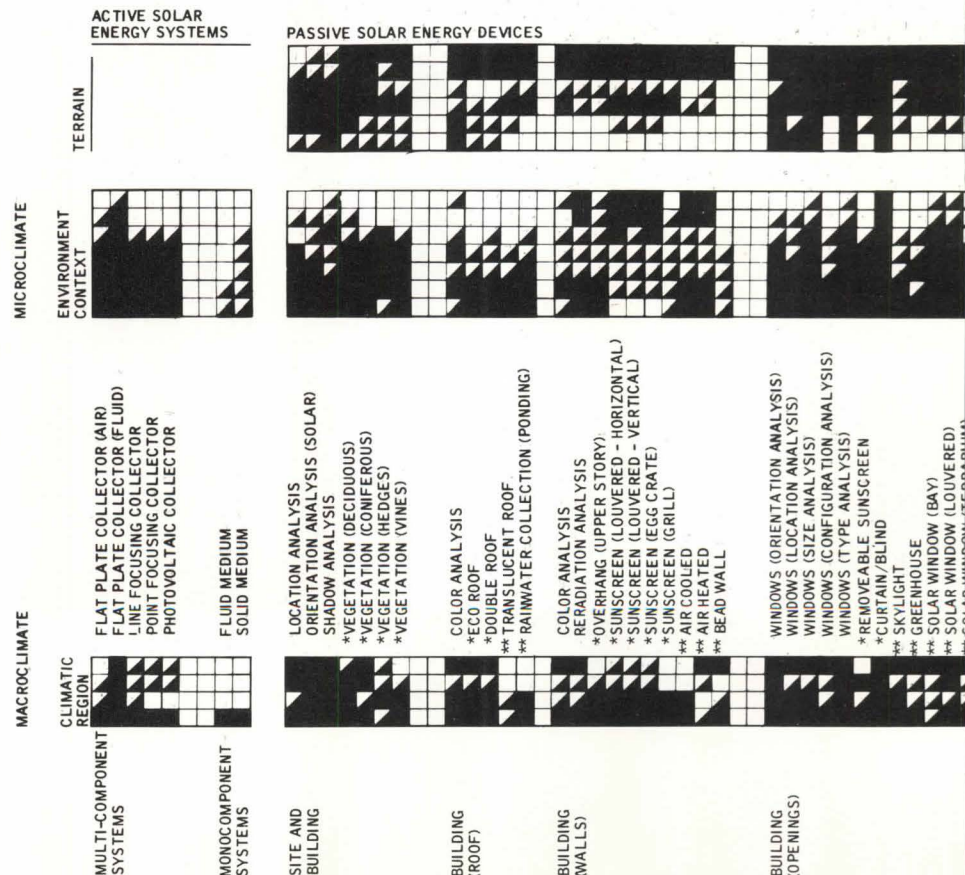 ACTIVE SOLAR
ENERGY SYSTEMS
PASSIVE SOLAR ENERGY DEVICES
TERRAIN
MICROCLIMATE
ENVIRONMENT
CONTEXT
FLAT PLATE COLLECTOR (AIR)
FLAT PLATE COLLECTOR (FLUID)
LINE FOCUSING COLLECTOR
POINT FOCUSING COLLECTOR
PHOTOVOLTAIC COLLECTOR
FLUID MEDIUM
SOLID MEDIUM
LOCATION ANALYSIS
ORIENTATION ANALYSIS (SOLAR)
SHADOW ANALYSIS
*VEGETATION (DECIDUOUS)
*VEGETATION (CONIFEROUS)
*VEGETATION (HEDGES)
*VEGETATION (VINES)
COLOR ANALYSIS
*ECO ROOF
*DOUBLE ROOF
** TRANSLUCENT ROOF
** RAINWATER COLLECTION (PONDING)
COLOR ANALYSIS
RERADIATION ANALYSIS
*OVERHANG (UPPER STORY)
*SUNSCREEN (LOUVERED - HORIZONTAL)
*SUNSCREEN (LOUVERED - VERTICAL)
*SUNSCREEN (EGG CRATE)
*SUNSCREEN (GRILL)
** AIR COOLED
** AIR HEATED
** BEAD WALL
WINDOWS (ORIENTATION ANALYSIS)
WINDOWS (LOCATION ANALYSIS)
WINDOWS (SIZE ANALYSIS)
WINDOWS (CONFIGURATION ANALYSIS)
WINDOWS (TYPE ANALYSIS)
*REMOVEABLE SUNSCREEN
*CURTAIN/BLIND
** SKYLIGHT
** GREENHOUSE
** SOLAR WINDOW (BAY)
** SOLAR WINDOW (LOUVERED)
** SOLAR WINDOW (TERRARIUM)
MACROCLIMATE
CLIMATIC
REGION
MULTI-COMPONENT
SYSTEMS
MONOCOMPONENT
SYSTEMS
SITE AND
BUILDING
BUILDING
(ROOF)
BUILDING
(WALLS)
BUILDING
(OPENINGS)